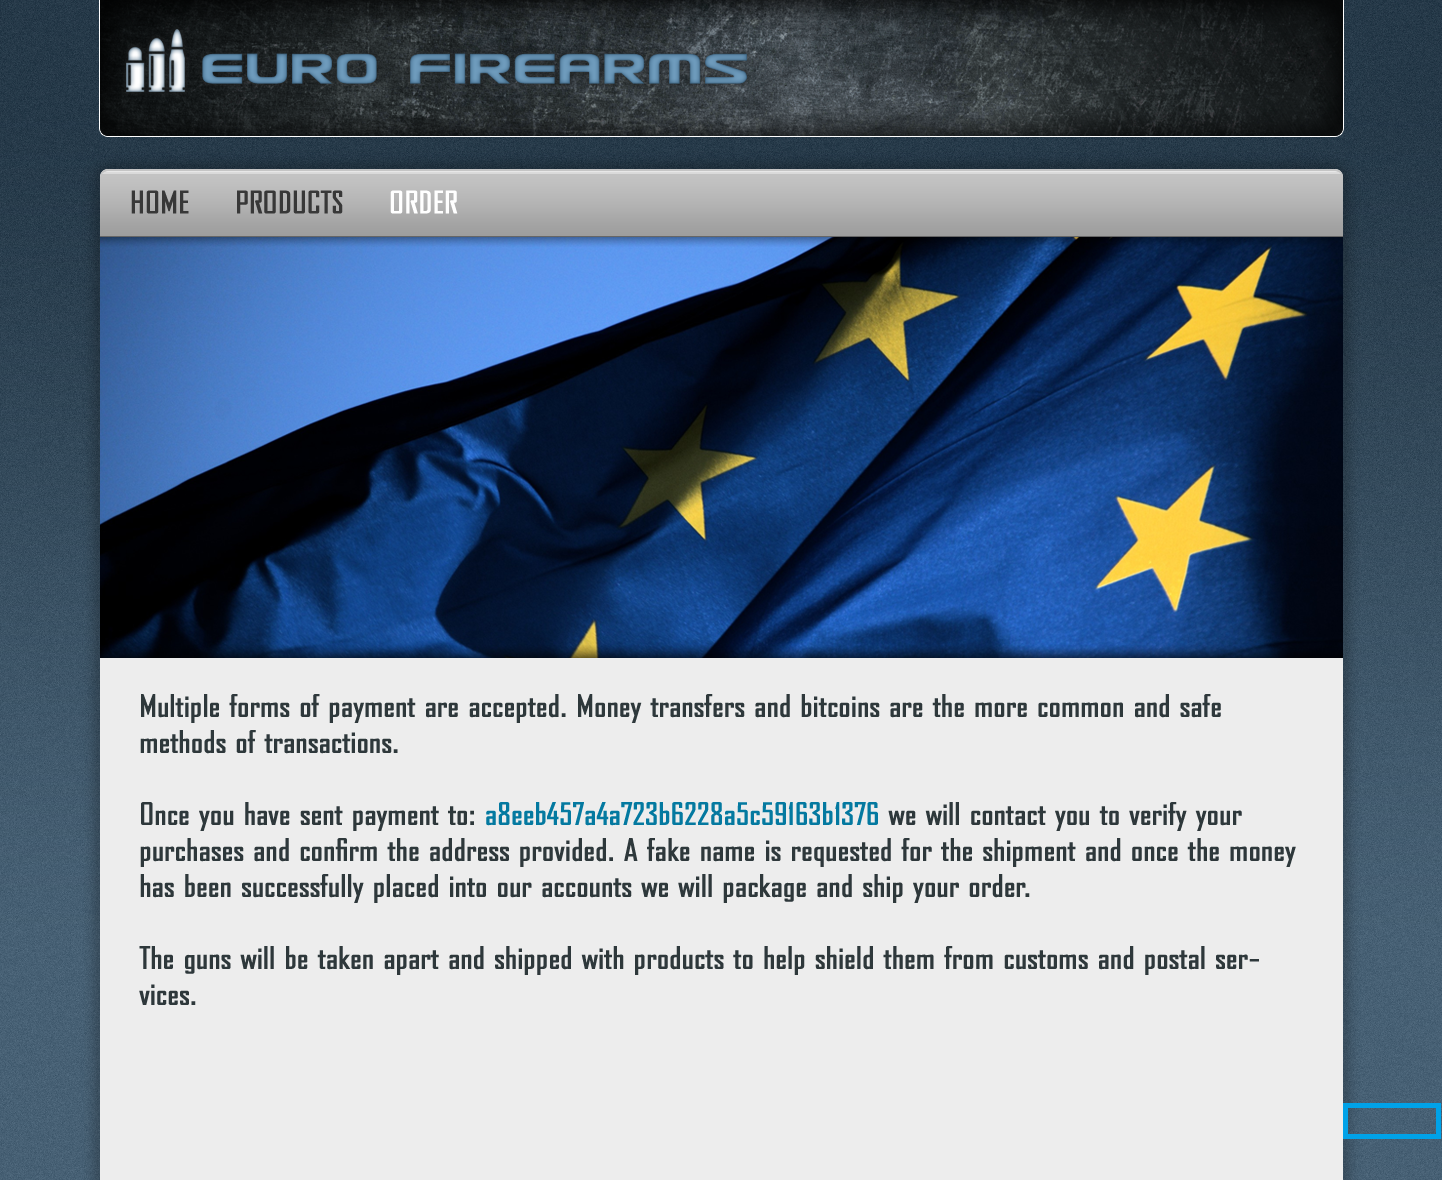 EURO FIREARMS
HOME PRODUCTS ORDER
Multiple forms of payment are accepted. Money transfers and bitcoins are the more common and safe
methods of transactions.
Once you have sent payment to: a8eeb457a4a723b6228a5c59163b1376 we will contact you to verify your
purchases and confirm the address provided. A fake name is requested for the shipment and once the money
has been successfully placed into our accounts we will package and ship your order.
The guns will be taken apart and shipped with products to help shield them from customs and postal ser-
vices.